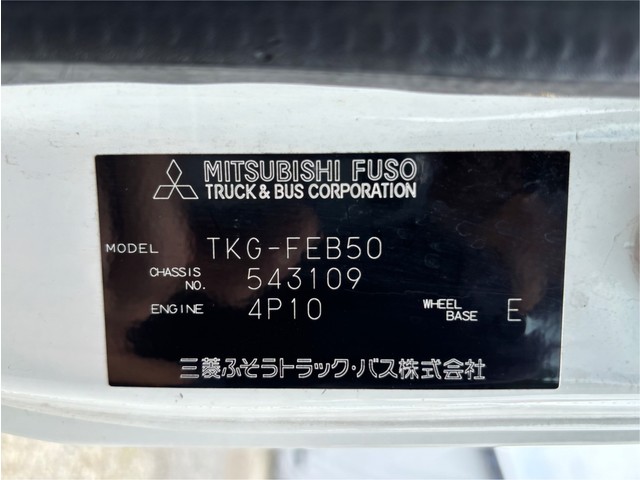 MITSUBISHI FUSO
TRUCK & BUS CORPORATION
MODEL TKG-FEB50
CHASSIS NO. 543109
ENGINE 4P10 WHEEL BASE E
三菱ふそうトラック・バス株式会社